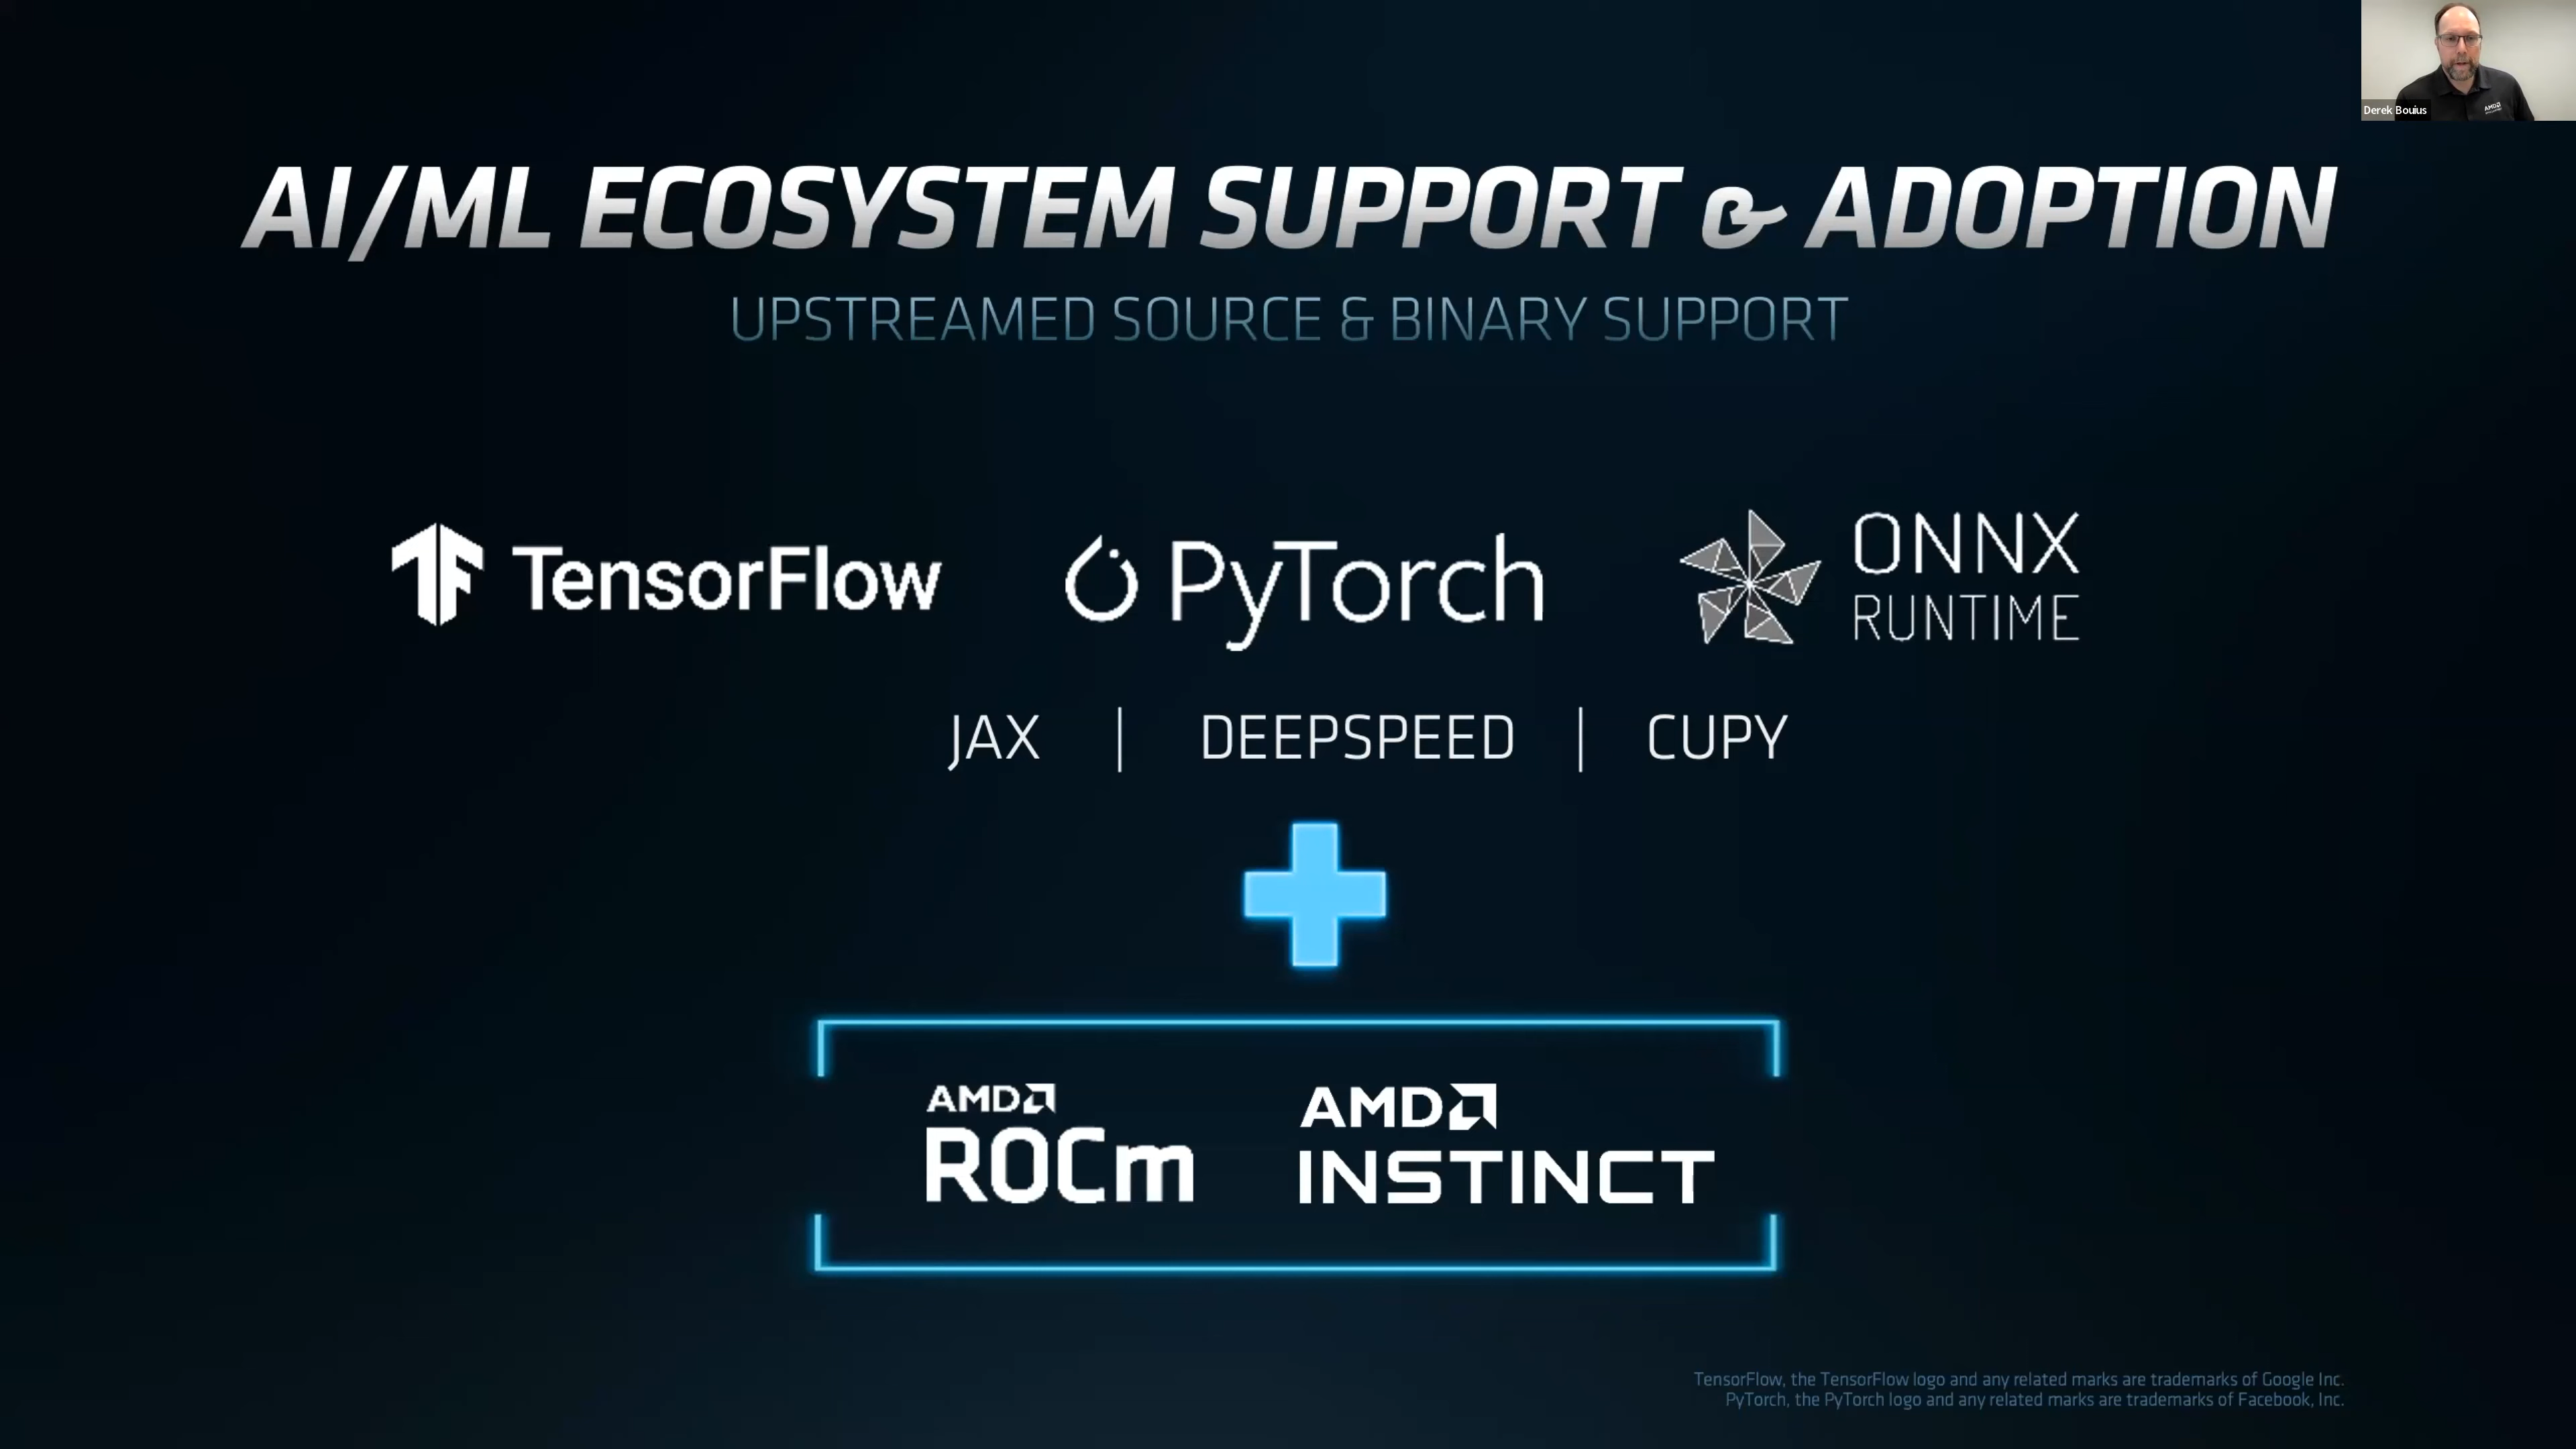 Derek Bouius
AI/ML ECOSYSTEM SUPPORT & ADOPTION
UPSTREAMED SOURCE & BINARY SUPPORT
TensorFlow
PyTorch
ONNX
RUNTIME
JAX | DEEPSPEED | CUPY
AMD
ROCm
AMD
INSTINCT
TensorFlow, the TensorFlow logo and any related marks are trademarks of Google Inc.
PyTorch, the PyTorch logo and any related marks are trademarks of Facebook, Inc.